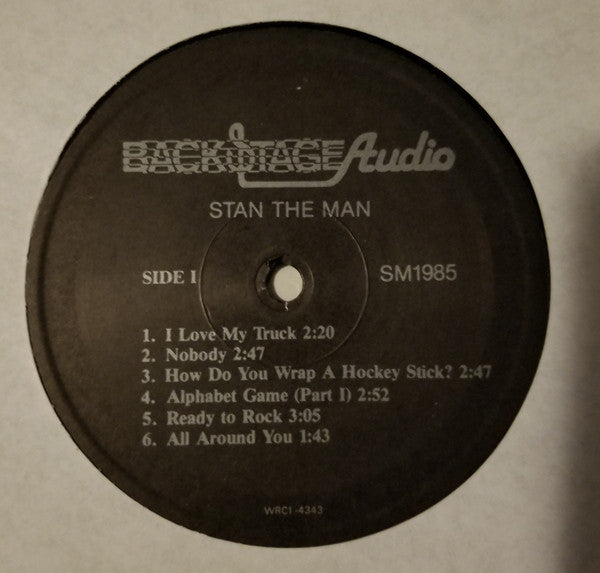 BACKSTAGE Audio
STAN THE MAN
SIDE I SM1985
1. I Love My Truck 2:20
2. Nobody 2:47
3. How Do You Wrap A Hockey Stick? 2:47
4. Alphabet Game (Part I) 2:52
5. Ready to Rock 3:05
6. All Around You 1:43
WRC1-4343